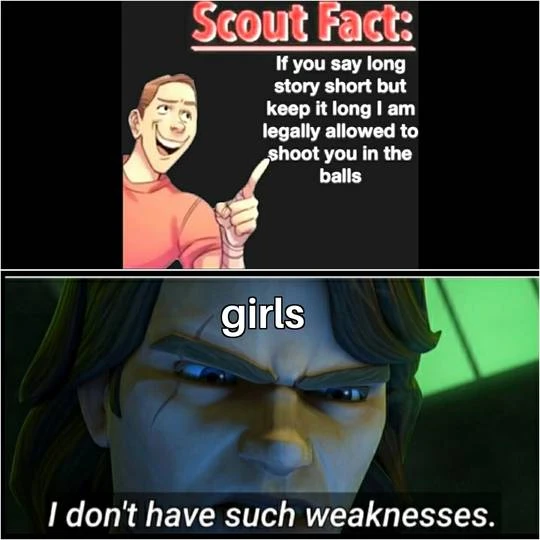 Scout Fact:
If you say long
story short but
keep it long I am
legally allowed to
shoot you in the
balls
girls
I don't have such weaknesses.